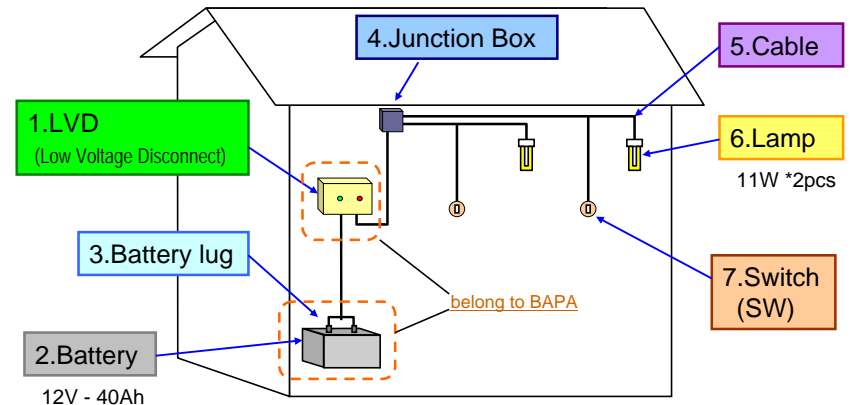 4.Junction Box
5.Cable
1.LVD
(Low Voltage Disconnect)
6.Lamp
11W *2pcs
3.Battery lug
7.Switch
(SW)
belong to BAPA
2.Battery
12V - 40Ah